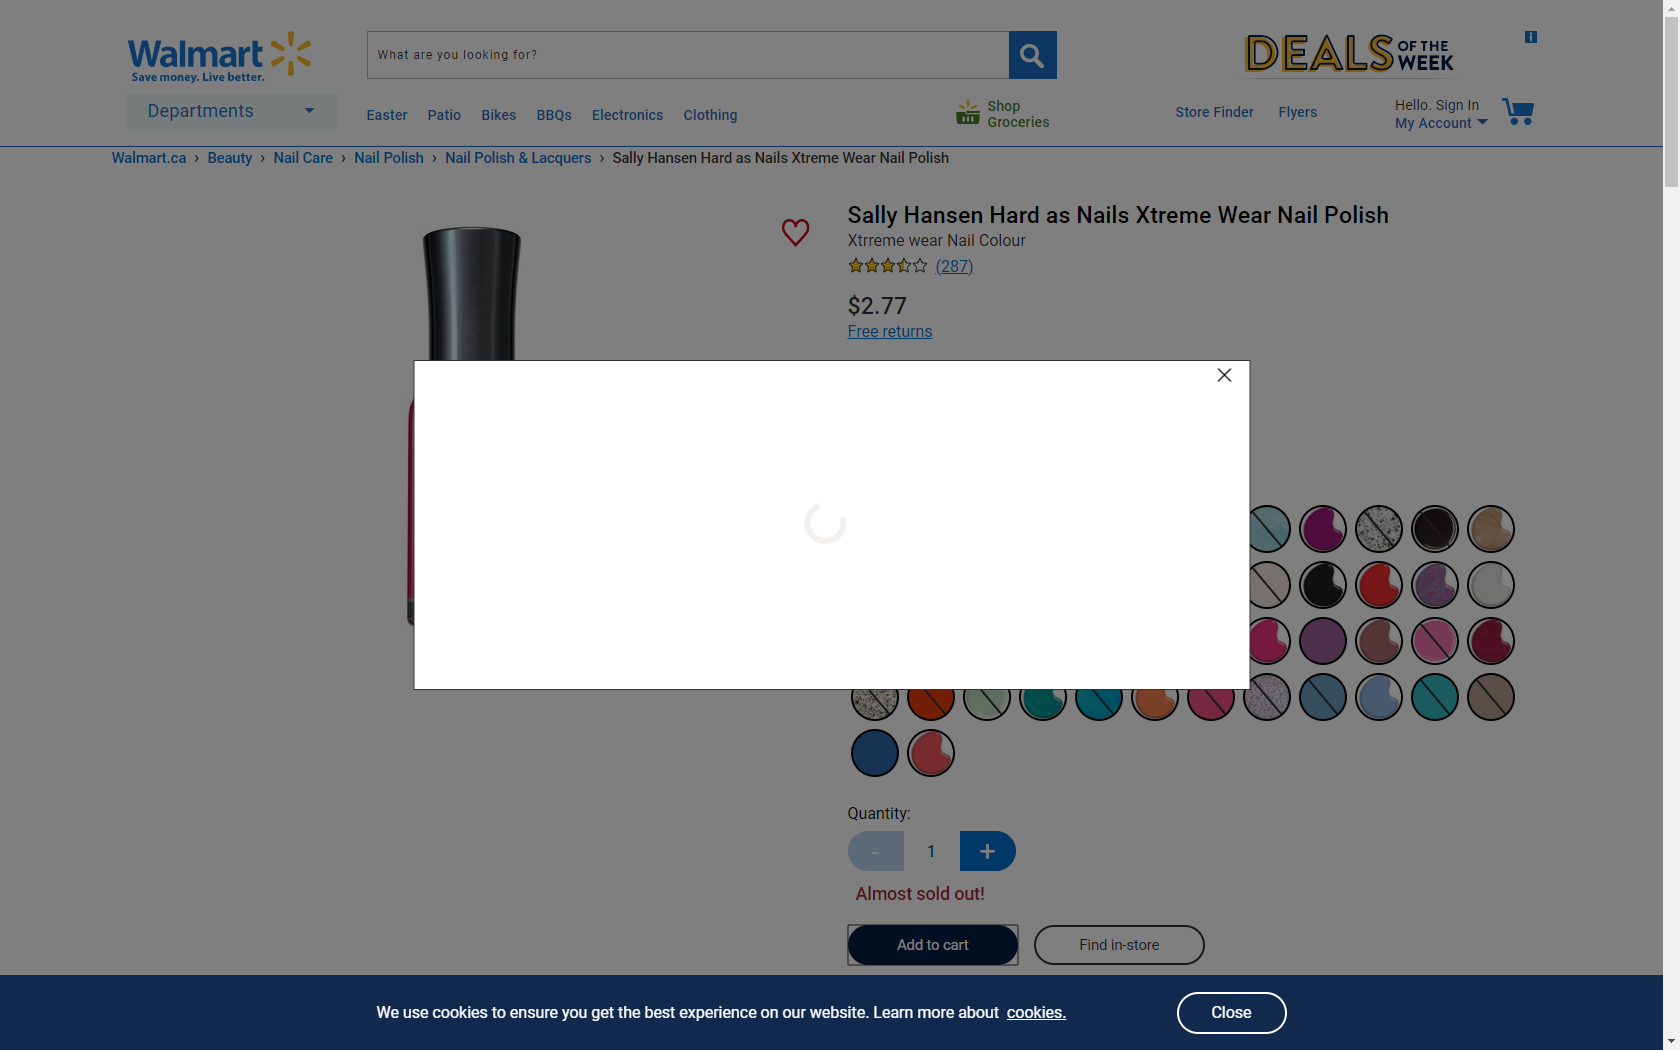 Walmart
Save money. Live better.
What are you looking for?
DEALS OF THE WEEK
Departments
Easter
Patio
Bikes
BBQs
Electronics
Clothing
Shop
Groceries
Store Finder
Flyers
Hello. Sign In
My Account
Walmart.ca › Beauty › Nail Care › Nail Polish › Nail Polish & Lacquers › Sally Hansen Hard as Nails Xtreme Wear Nail Polish
Sally Hansen Hard as Nails Xtreme Wear Nail Polish
Xtrreme wear Nail Colour
(287)
$2.77
Free returns
Quantity:
- 1 +
Almost sold out!
Add to cart
Find in-store
We use cookies to ensure you get the best experience on our website. Learn more about cookies.
Close